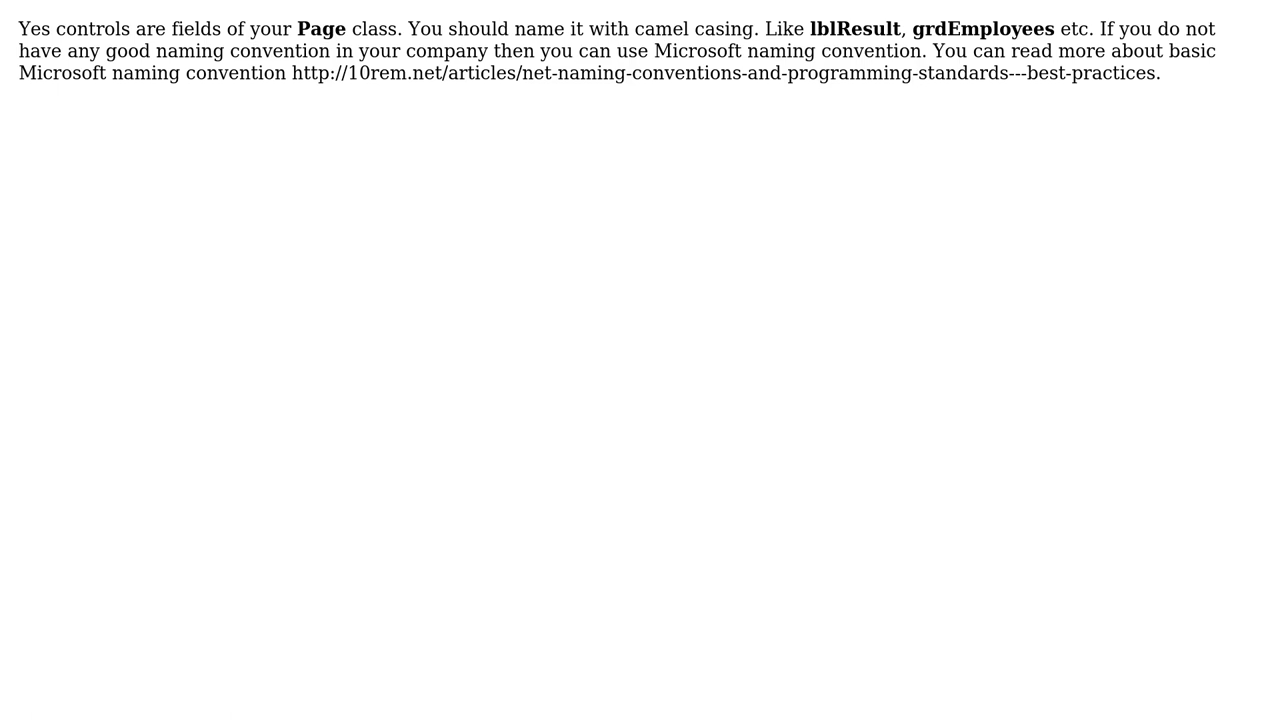 Yes controls are fields of your Page class. You should name it with camel casing. Like lblResult, grdEmployees etc. If you do not
have any good naming convention in your company then you can use Microsoft naming convention. You can read more about basic
Microsoft naming convention http://10rem.net/articles/net-naming-conventions-and-programming-standards---best-practices.